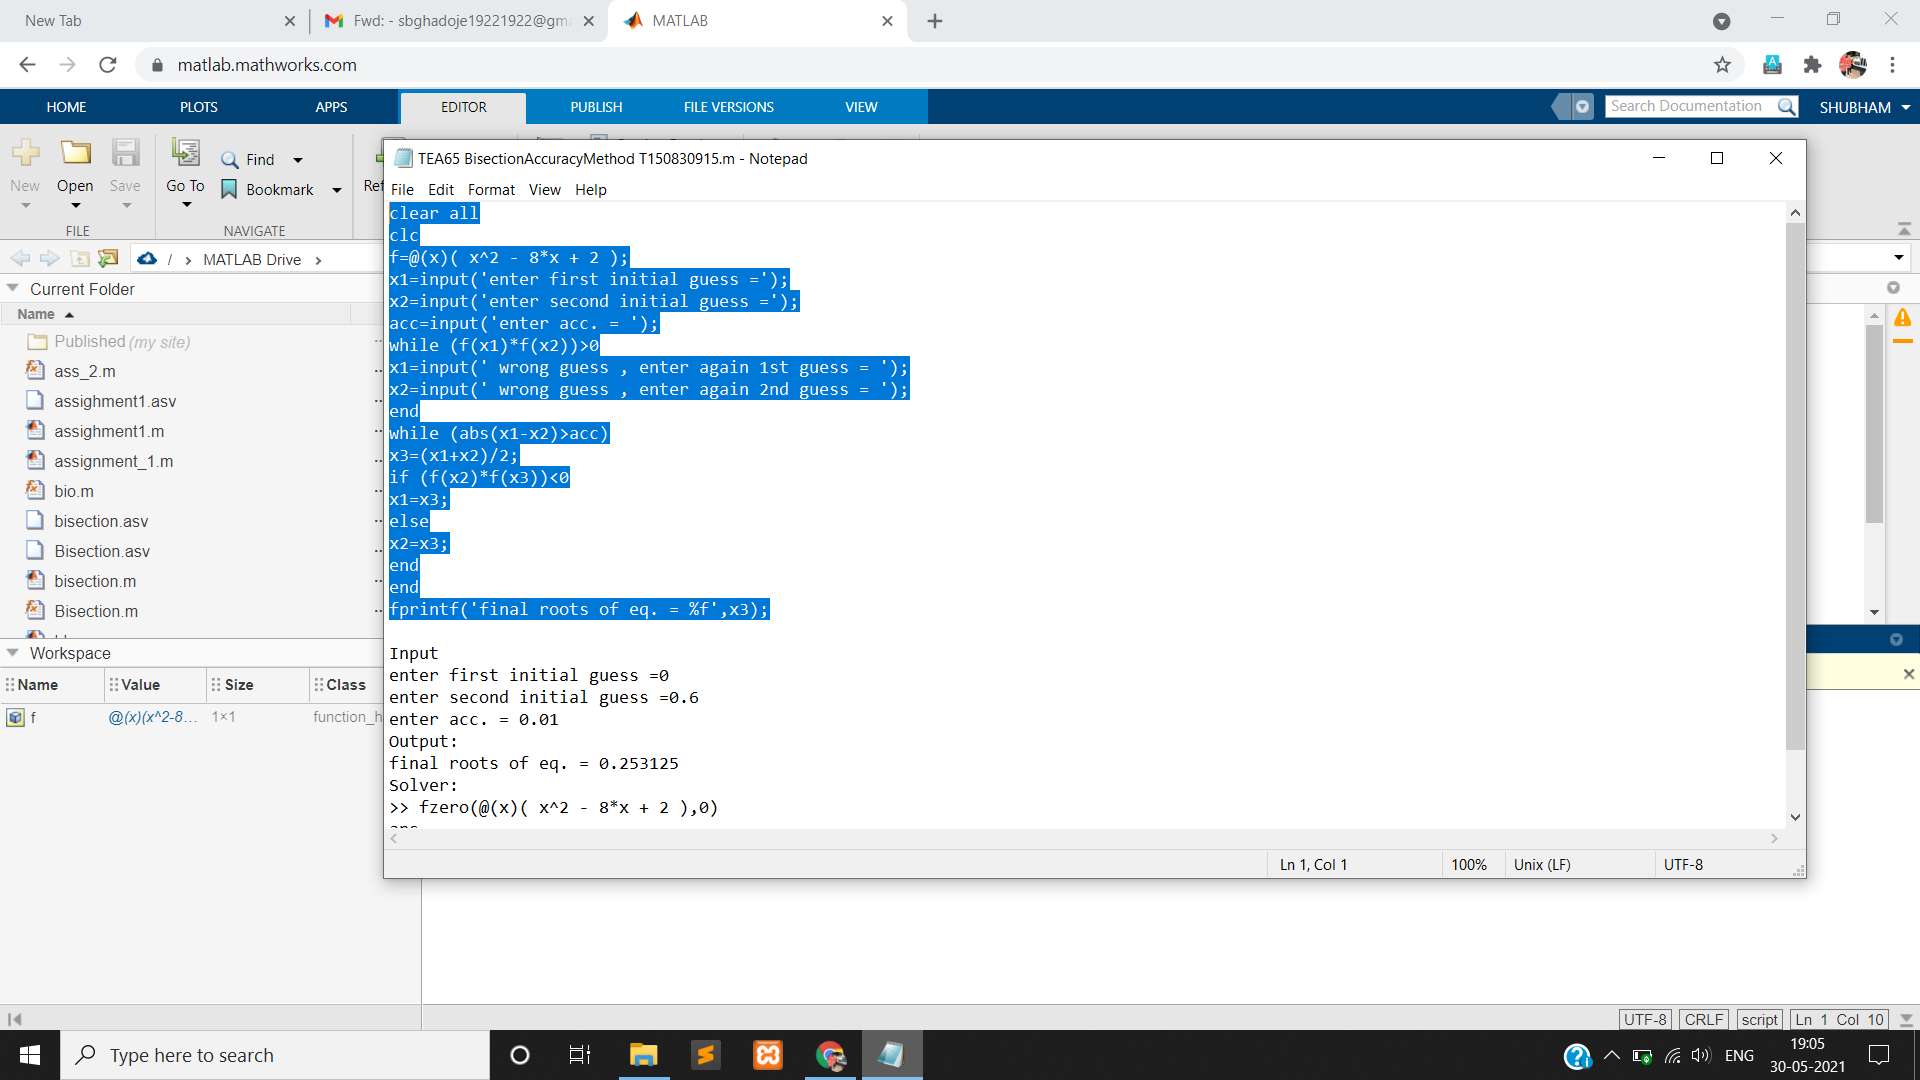 New Tab
Fwd: - sbghadoje19221922@gm
MATLAB
matlab.mathworks.com
HOME
PLOTS
APPS
EDITOR
PUBLISH
FILE VERSIONS
VIEW
Search Documentation
SHUBHAM
New
Open
Save
Go To
Find
Bookmark
FILE
NAVIGATE
/ › MATLAB Drive ›
Current Folder
Name
Published (my site)
ass_2.m
assighment1.asv
assighment1.m
assignment_1.m
bio.m
bisection.asv
Bisection.asv
bisection.m
Bisection.m
Workspace
Name Value Size Class
f @(x)(x^2-8... 1×1 function_h
TEA65 BisectionAccuracyMethod T150830915.m - Notepad
File Edit Format View Help
clear all
clc
f=@(x)( x^2 - 8*x + 2 );
x1=input('enter first initial guess =');
x2=input('enter second initial guess =');
acc=input('enter acc. = ');
while (f(x1)*f(x2))>0
x1=input(' wrong guess , enter again 1st guess = ');
x2=input(' wrong guess , enter again 2nd guess = ');
end
while (abs(x1-x2)>acc)
x3=(x1+x2)/2;
if (f(x2)*f(x3))<0
x1=x3;
else
x2=x3;
end
end
fprintf('final roots of eq. = %f',x3);
Input
enter first initial guess =0
enter second initial guess =0.6
enter acc. = 0.01
Output:
final roots of eq. = 0.253125
Solver:
>> fzero(@(x)( x^2 - 8*x + 2 ),0)
Ln 1, Col 1
100%
Unix (LF)
UTF-8
UTF-8 CRLF script Ln 1 Col 10
Type here to search
ENG
19:05
30-05-2021